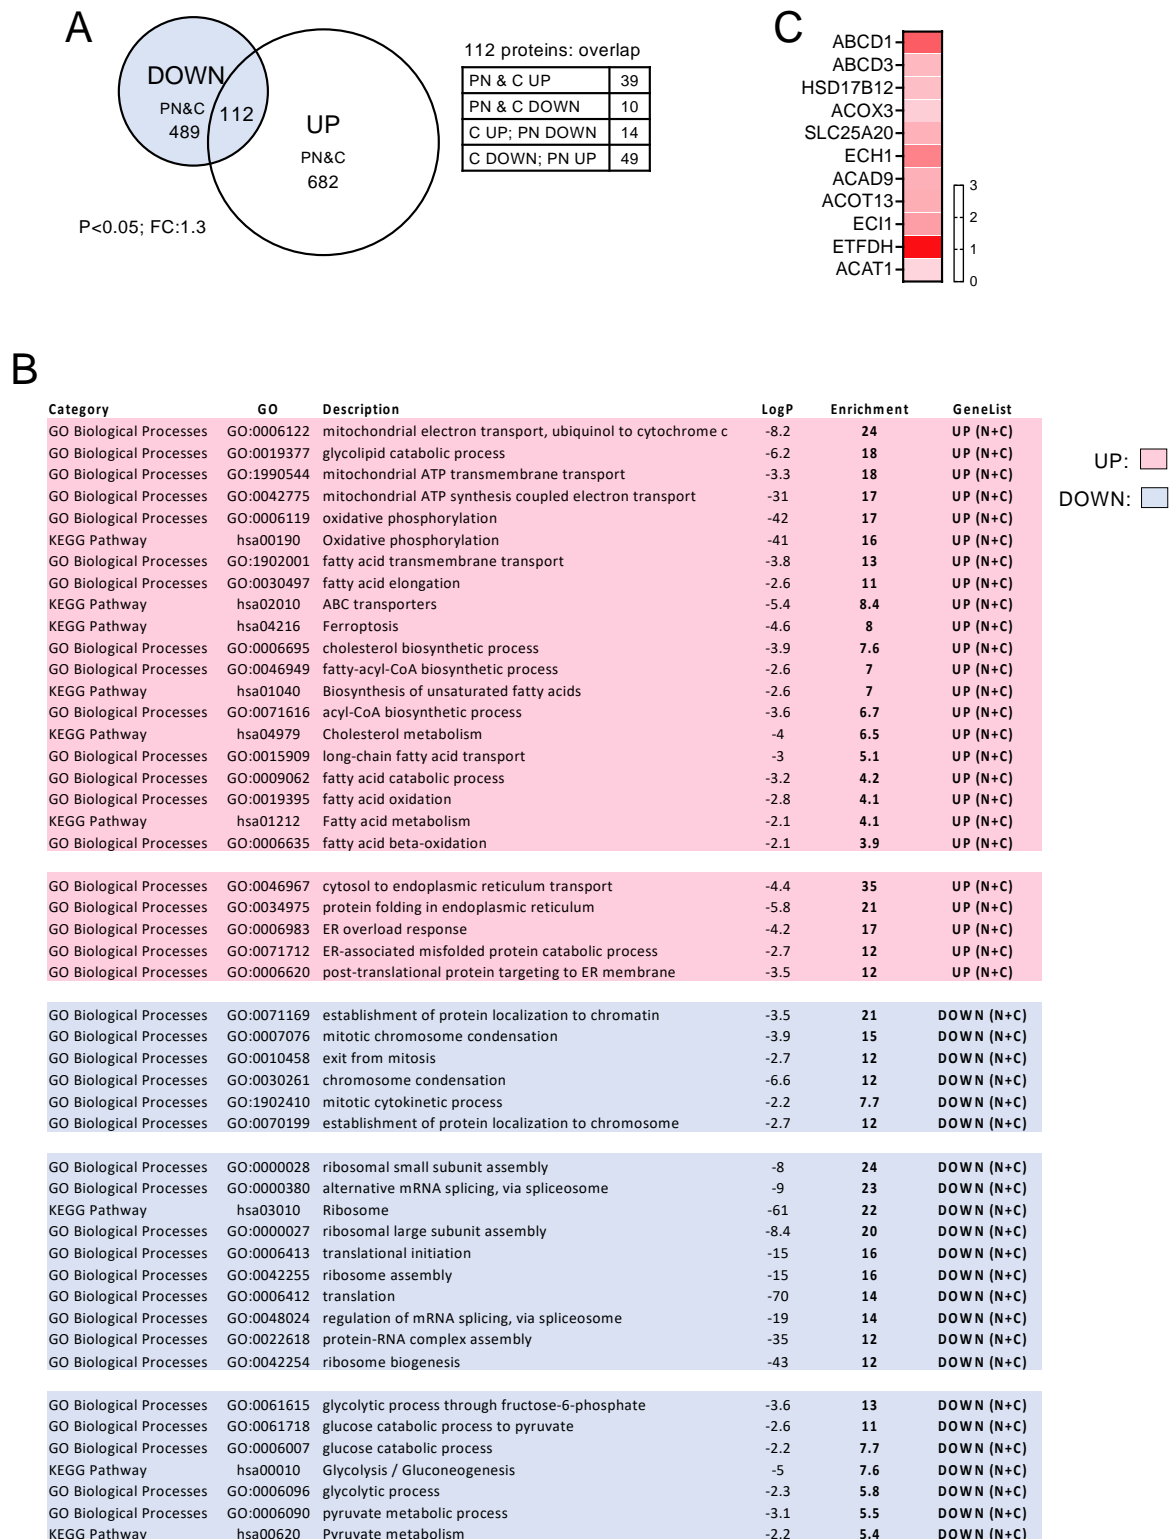 A
DOWN
PN&C
489
112
UP
PN&C
682
P<0.05; FC:1.3
112 proteins: overlap
PN & C UP 39
PN & C DOWN 10
C UP; PN DOWN 14
C DOWN; PN UP 49
C
ABCD1
ABCD3
HSD17B12
ACOX3
SLC25A20
ECH1
ACAD9
ACOT13
ECI1
ETFDH
ACAT1
3
2
1
0
B
Category GO Description LogP Enrichment GeneList
GO Biological Processes GO:0006122 mitochondrial electron transport, ubiquinol to cytochrome c -8.2 24 UP (N+C)
GO Biological Processes GO:0019377 glycolipid catabolic process -6.2 18 UP (N+C)
GO Biological Processes GO:1990544 mitochondrial ATP transmembrane transport -3.3 18 UP (N+C)
GO Biological Processes GO:0042775 mitochondrial ATP synthesis coupled electron transport -31 17 UP (N+C)
GO Biological Processes GO:0006119 oxidative phosphorylation -42 17 UP (N+C)
KEGG Pathway hsa00190 Oxidative phosphorylation -41 16 UP (N+C)
GO Biological Processes GO:1902001 fatty acid transmembrane transport -3.8 13 UP (N+C)
GO Biological Processes GO:0030497 fatty acid elongation -2.6 11 UP (N+C)
KEGG Pathway hsa02010 ABC transporters -5.4 8.4 UP (N+C)
KEGG Pathway hsa04216 Ferroptosis -4.6 8 UP (N+C)
GO Biological Processes GO:0006695 cholesterol biosynthetic process -3.9 7.6 UP (N+C)
GO Biological Processes GO:0046949 fatty-acyl-CoA biosynthetic process -2.6 7 UP (N+C)
KEGG Pathway hsa01040 Biosynthesis of unsaturated fatty acids -2.6 7 UP (N+C)
GO Biological Processes GO:0071616 acyl-CoA biosynthetic process -3.6 6.7 UP (N+C)
KEGG Pathway hsa04979 Cholesterol metabolism -4 6.5 UP (N+C)
GO Biological Processes GO:0015909 long-chain fatty acid transport -3 5.1 UP (N+C)
GO Biological Processes GO:0009062 fatty acid catabolic process -3.2 4.2 UP (N+C)
GO Biological Processes GO:0019395 fatty acid oxidation -2.8 4.1 UP (N+C)
KEGG Pathway hsa01212 Fatty acid metabolism -2.1 4.1 UP (N+C)
GO Biological Processes GO:0006635 fatty acid beta-oxidation -2.1 3.9 UP (N+C)
GO Biological Processes GO:0046967 cytosol to endoplasmic reticulum transport -4.4 35 UP (N+C)
GO Biological Processes GO:0034975 protein folding in endoplasmic reticulum -5.8 21 UP (N+C)
GO Biological Processes GO:0006983 ER overload response -4.2 17 UP (N+C)
GO Biological Processes GO:0071712 ER-associated misfolded protein catabolic process -2.7 12 UP (N+C)
GO Biological Processes GO:0006620 post-translational protein targeting to ER membrane -3.5 12 UP (N+C)
GO Biological Processes GO:0071169 establishment of protein localization to chromatin -3.5 21 DOWN (N+C)
GO Biological Processes GO:0007076 mitotic chromosome condensation -3.9 15 DOWN (N+C)
GO Biological Processes GO:0010458 exit from mitosis -2.7 12 DOWN (N+C)
GO Biological Processes GO:0030261 chromosome condensation -6.6 12 DOWN (N+C)
GO Biological Processes GO:1902410 mitotic cytokinetic process -2.2 7.7 DOWN (N+C)
GO Biological Processes GO:0070199 establishment of protein localization to chromosome -2.7 12 DOWN (N+C)
GO Biological Processes GO:0000028 ribosomal small subunit assembly -8 24 DOWN (N+C)
GO Biological Processes GO:0000380 alternative mRNA splicing, via spliceosome -9 23 DOWN (N+C)
KEGG Pathway hsa03010 Ribosome -61 22 DOWN (N+C)
GO Biological Processes GO:0000027 ribosomal large subunit assembly -8.4 20 DOWN (N+C)
GO Biological Processes GO:0006413 translational initiation -15 16 DOWN (N+C)
GO Biological Processes GO:0042255 ribosome assembly -15 16 DOWN (N+C)
GO Biological Processes GO:0006412 translation -70 14 DOWN (N+C)
GO Biological Processes GO:0048024 regulation of mRNA splicing, via spliceosome -19 14 DOWN (N+C)
GO Biological Processes GO:0022618 protein-RNA complex assembly -35 12 DOWN (N+C)
GO Biological Processes GO:0042254 ribosome biogenesis -43 12 DOWN (N+C)
GO Biological Processes GO:0061615 glycolytic process through fructose-6-phosphate -3.6 13 DOWN (N+C)
GO Biological Processes GO:0061718 glucose catabolic process to pyruvate -2.6 11 DOWN (N+C)
GO Biological Processes GO:0006007 glucose catabolic process -2.2 7.7 DOWN (N+C)
KEGG Pathway hsa00010 Glycolysis / Gluconeogenesis -5 7.6 DOWN (N+C)
GO Biological Processes GO:0006096 glycolytic process -2.3 5.8 DOWN (N+C)
GO Biological Processes GO:0006090 pyruvate metabolic process -3.1 5.5 DOWN (N+C)
KEGG Pathway hsa00620 Pyruvate metabolism -2.2 5.4 DOWN (N+C)
UP:
DOWN: